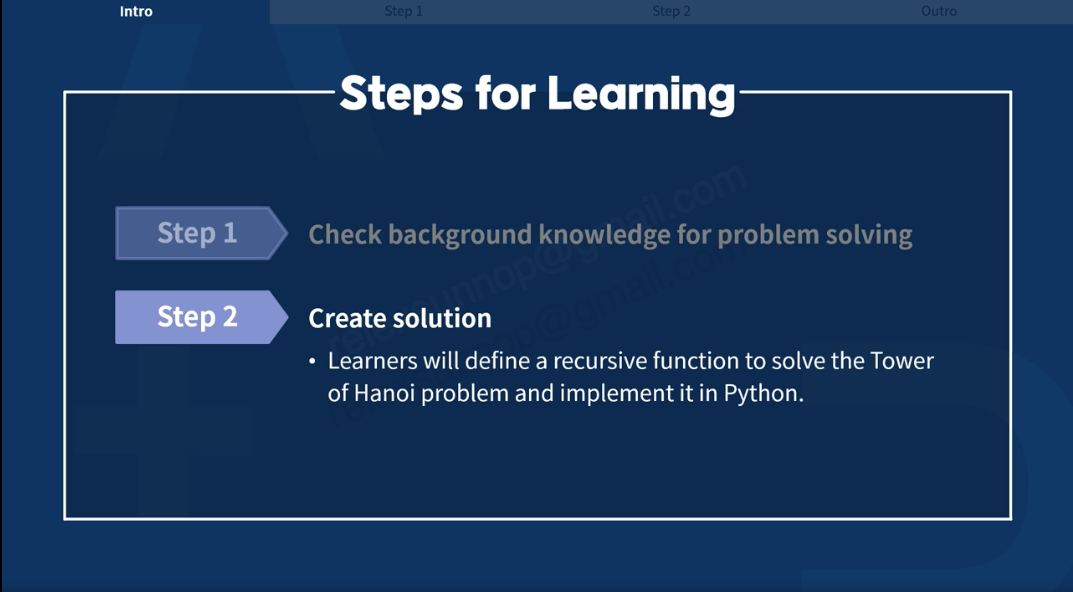 Intro
Step 1
Step 2
Outro
Steps for Learning
Step 1
Check background knowledge for problem solving
Step 2
Create solution
• Learners will define a recursive function to solve the Tower
of Hanoi problem and implement it in Python.